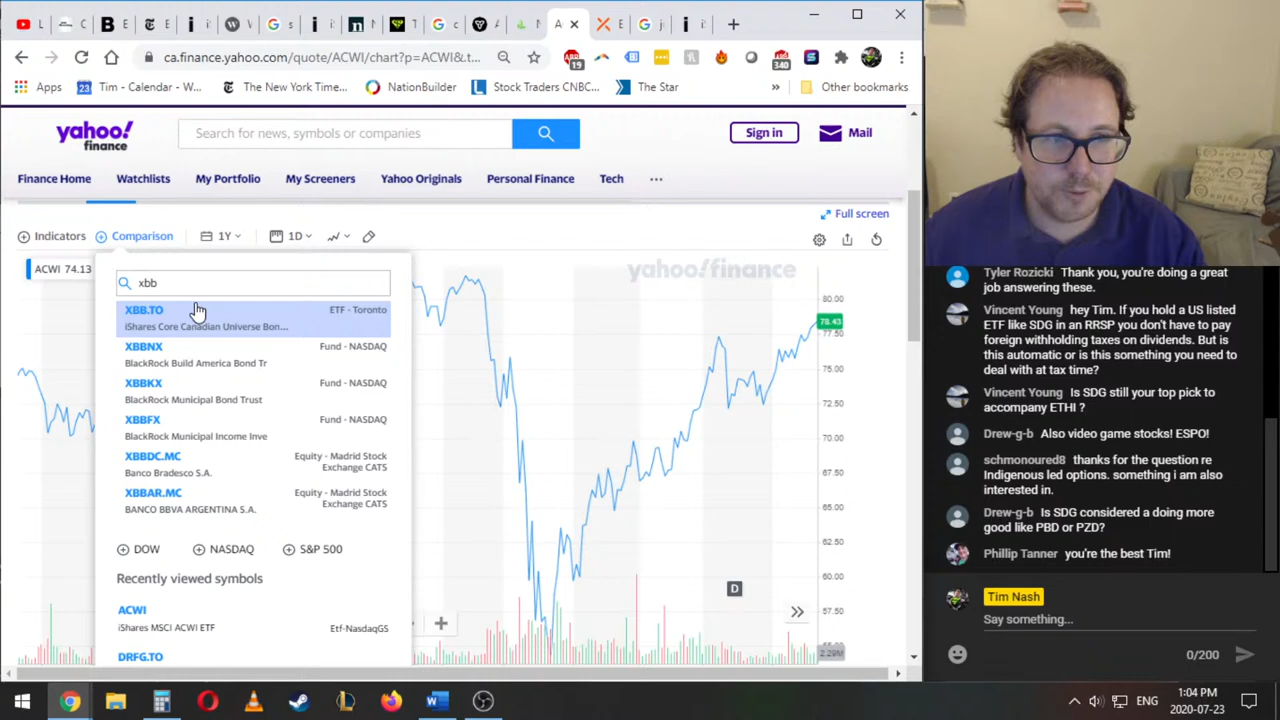 ca.finance.yahoo.com/quote/ACWI/chart?p=ACWI&t...
19
340
Apps
Tim - Calendar - W...
The New York Time...
NationBuilder
Stock Traders CNBC...
The Star
»
Other bookmarks
yahoo!
finance
Search for news, symbols or companies
Sign in
Mail
Finance Home
Watchlists
My Portfolio
My Screeners
Yahoo Originals
Personal Finance
Tech
Full screen
Indicators
Comparison
1Y
1D
ACWI 74.13
yahoo!finance
xbb
XBB.TO
ETF - Toronto
iShares Core Canadian Universe Bon...
XBBNX
Fund - NASDAQ
BlackRock Build America Bond Tr
XBBKX
Fund - NASDAQ
BlackRock Municipal Bond Trust
XBBFX
Fund - NASDAQ
BlackRock Municipal Income Inve
XBBDC.MC
Equity - Madrid Stock
Exchange CATS
Banco Bradesco S.A.
XBBAR.MC
Equity - Madrid Stock
Exchange CATS
BANCO BBVA ARGENTINA S.A.
DOW
NASDAQ
S&P 500
Recently viewed symbols
ACWI
iShares MSCI ACWI ETF
Etf-NasdaqGS
DRFG.TO
80.00
78.43
77.50
75.00
72.50
70.00
67.50
65.00
62.50
60.00
57.50
2.29M
D
Tyler Rozicki Thank you, you're doing a great
job answering these.
Vincent Young hey Tim. If you hold a US listed
ETF like SDG in an RRSP you don't have to pay
foreign withholding taxes on dividends. But is
this automatic or is this something you need to
deal with at tax time?
Vincent Young Is SDG still your top pick to
accompany ETHI ?
Drew-g-b Also video game stocks! ESPO!
schmonoured8 thanks for the question re
Indigenous led options. something i am also
interested in.
Drew-g-b Is SDG considered a doing more
good like PBD or PZD?
Phillip Tanner you're the best Tim!
Tim Nash
Say something...
0/200
ENG
1:04 PM
2020-07-23